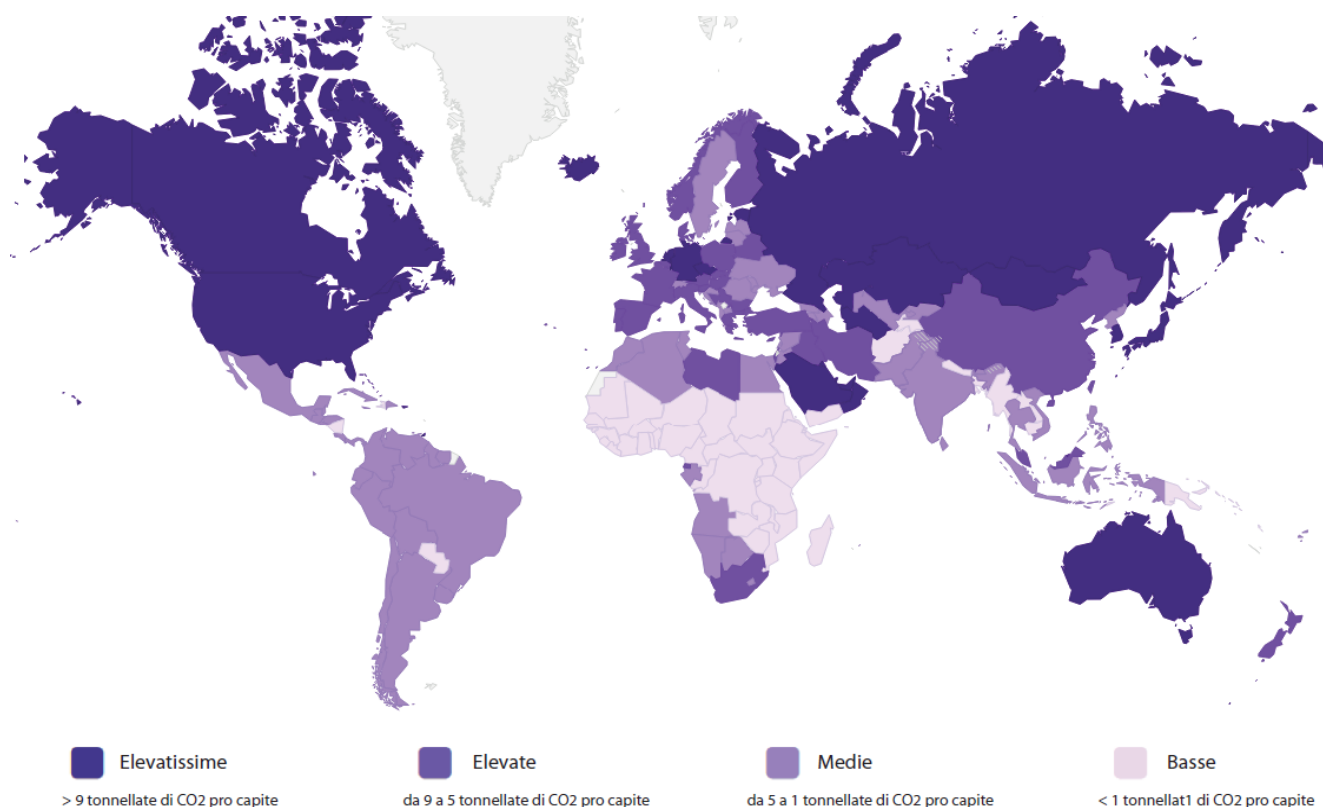 Elevatissime
> 9 tonnellate di CO2 pro capite
Elevate
da 9 a 5 tonnellate di CO2 pro capite
Medie
da 5 a 1 tonnellate di CO2 pro capite
Basse
< 1 tonnellat1 di CO2 pro capite